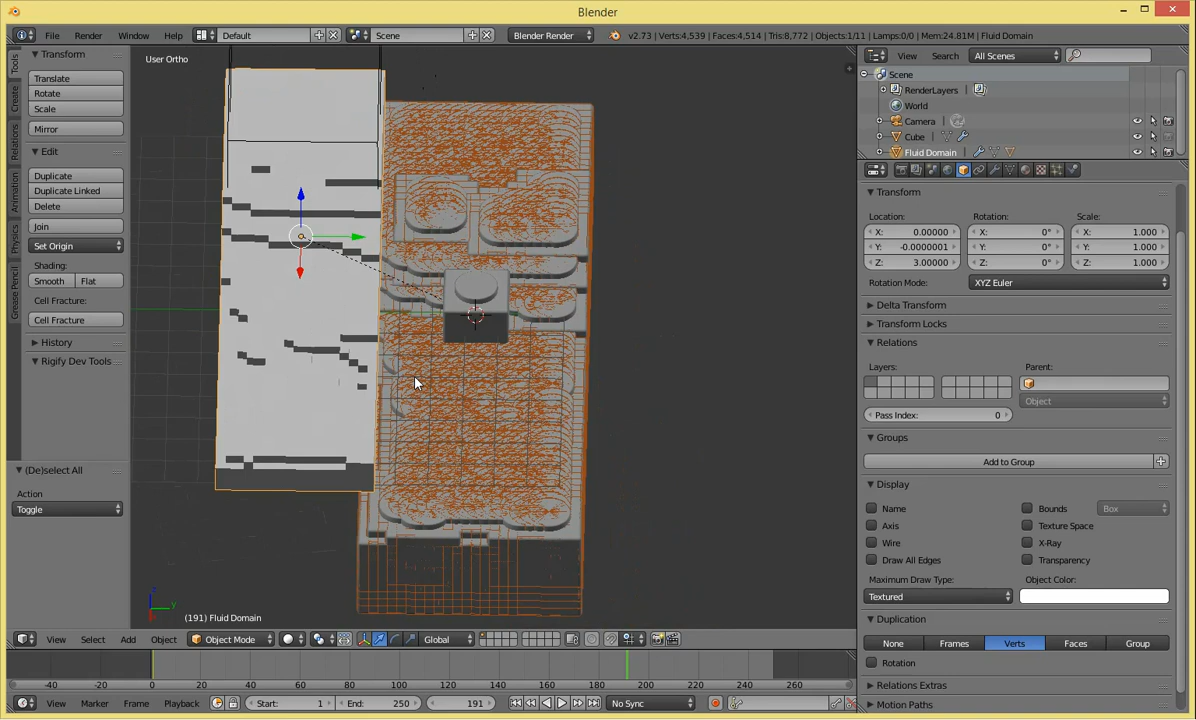 Blender
File Render Window Help Default Scene Blender Render v2.73 | Verts:4,539 | Faces:4,514 | Tris:8,772 | Objects:1/11 | Lamps:0/0 | Mem:24.81M | Fluid Domain
Transform
Translate
Rotate
Scale
Mirror
Edit
Duplicate
Duplicate Linked
Delete
Join
Set Origin
Shading:
Smooth Flat
Cell Fracture:
Cell Fracture
History
Rigify Dev Tools
(De)select All
Action
Toggle
Tools
Create
Relations
Animation
Physics
Grease Pencil
User Ortho
(191) Fluid Domain
View Select Add Object Object Mode Global
View Search All Scenes
Scene
RenderLayers
World
Camera
Cube
Fluid Domain
Transform
Location: Rotation: Scale:
X: 0.00000 X: 0° X: 1.000
Y: -0.0000001 Y: 0° Y: 1.000
Z: 3.00000 Z: 0° Z: 1.000
Rotation Mode: XYZ Euler
Delta Transform
Transform Locks
Relations
Layers: Parent:
Object
Pass Index: 0
Groups
Add to Group
Display
Name Bounds Box
Axis Texture Space
Wire X-Ray
Draw All Edges Transparency
Maximum Draw Type: Object Color:
Textured
Duplication
None Frames Verts Faces Group
Rotation
Relations Extras
Motion Paths
-40 -20 0 20 40 60 80 100 120 140 160 180 200 220 240 260
View Marker Frame Playback Start: 1 End: 250 191 No Sync